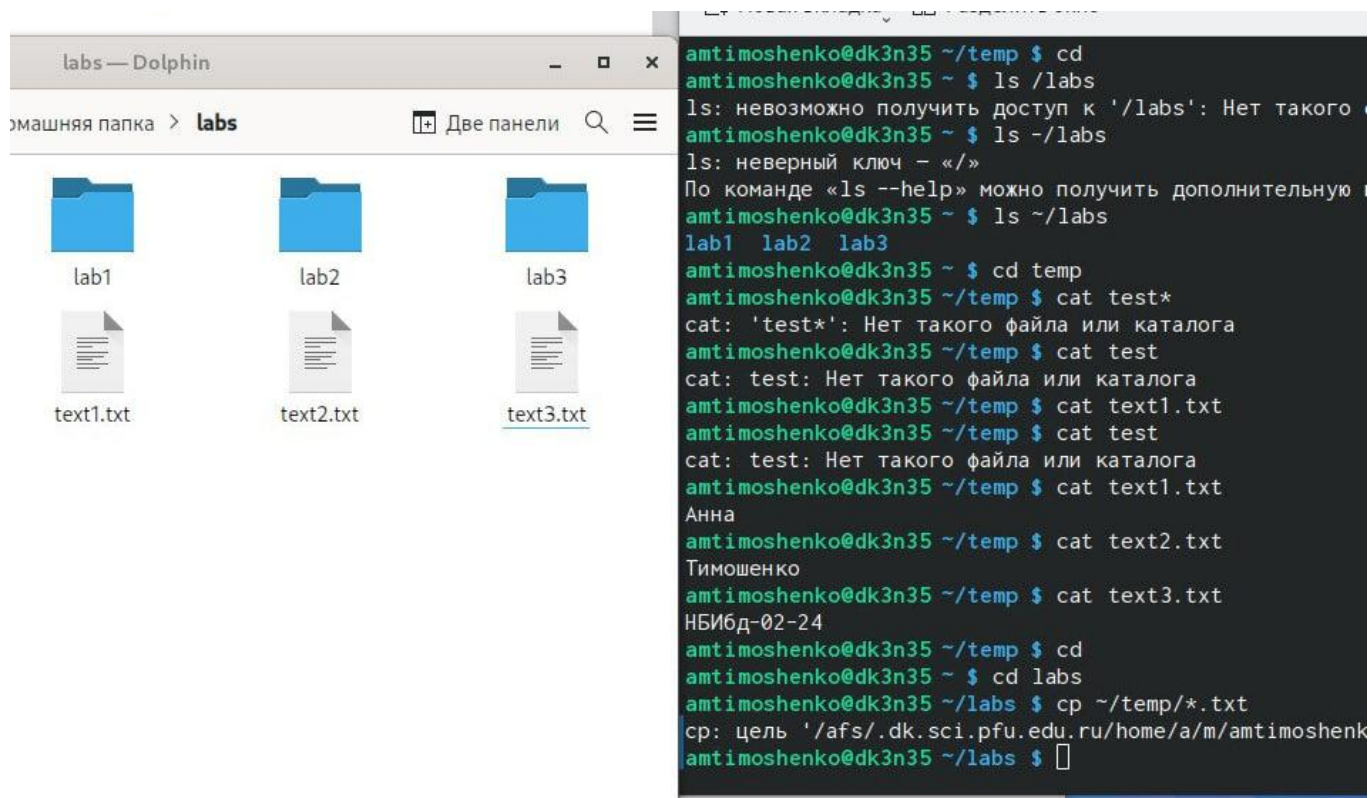 labs — Dolphin
омашняя папка > labs
Две панели
lab1 lab2 lab3
text1.txt text2.txt text3.txt
amtimoshenko@dk3n35 ~/temp $ cd
amtimoshenko@dk3n35 ~ $ ls /labs
ls: невозможно получить доступ к '/labs': Нет такого
amtimoshenko@dk3n35 ~ $ ls -/labs
ls: неверный ключ — «/»
По команде «ls --help» можно получить дополнительную
amtimoshenko@dk3n35 ~ $ ls ~/labs
lab1 lab2 lab3
amtimoshenko@dk3n35 ~ $ cd temp
amtimoshenko@dk3n35 ~/temp $ cat test*
cat: 'test*': Нет такого файла или каталога
amtimoshenko@dk3n35 ~/temp $ cat test
cat: test: Нет такого файла или каталога
amtimoshenko@dk3n35 ~/temp $ cat text1.txt
amtimoshenko@dk3n35 ~/temp $ cat test
cat: test: Нет такого файла или каталога
amtimoshenko@dk3n35 ~/temp $ cat text1.txt
Анна
amtimoshenko@dk3n35 ~/temp $ cat text2.txt
Тимошенко
amtimoshenko@dk3n35 ~/temp $ cat text3.txt
НБИбд-02-24
amtimoshenko@dk3n35 ~/temp $ cd
amtimoshenko@dk3n35 ~ $ cd labs
amtimoshenko@dk3n35 ~/labs $ cp ~/temp/*.txt
cp: цель '/afs/.dk.sci.pfu.edu.ru/home/a/m/amtimoshenk
amtimoshenko@dk3n35 ~/labs $